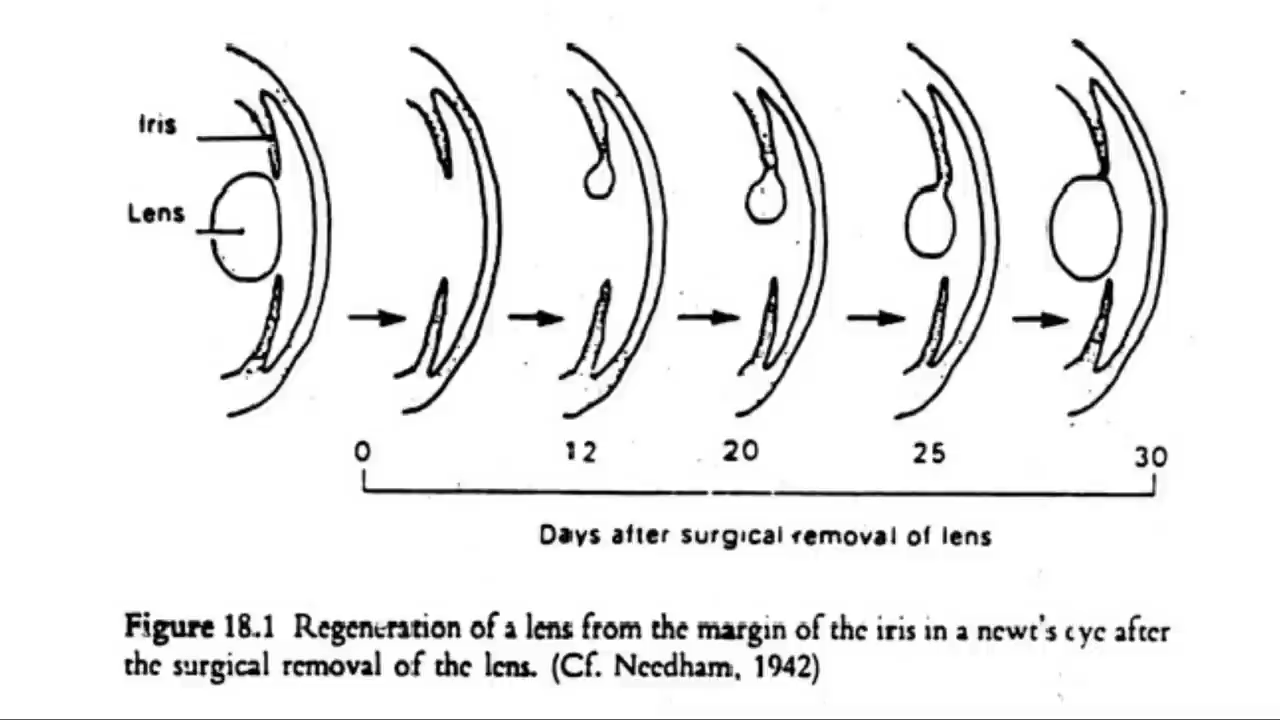 Iris
Lens
0 12 20 25 30
Days after surgical removal of lens
Figure 18.1 Regeneration of a lens from the margin of the iris in a newt's eye after
the surgical removal of the lens. (Cf. Needham, 1942)